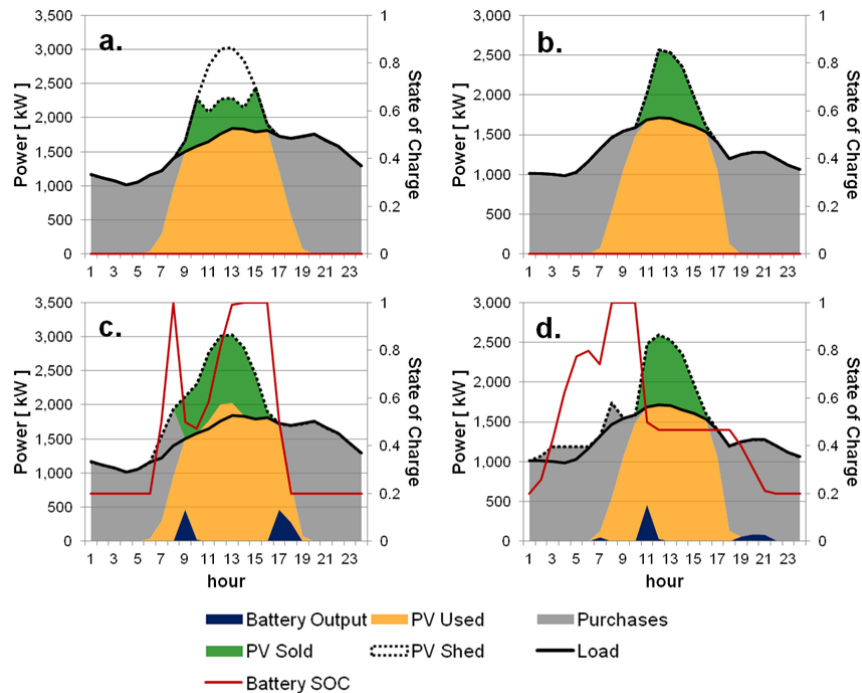 a.
3,500
3,000
2,500
2,000
1,500
1,000
500
0
Power [ kW ]
1
0.8
0.6
0.4
0.2
0
State of Charge
1 3 5 7 9 11 13 15 17 19 21 23
b.
3,000
2,500
2,000
1,500
1,000
500
0
Power [ kW ]
1
0.8
0.6
0.4
0.2
0
State of Charge
1 3 5 7 9 11 13 15 17 19 21 23
c.
3,500
3,000
2,500
2,000
1,500
1,000
500
0
Power [ kW ]
1
0.8
0.6
0.4
0.2
0
State of Charge
1 3 5 7 9 11 13 15 17 19 21 23
hour
d.
3,000
2,500
2,000
1,500
1,000
500
0
Power [ kW ]
1
0.8
0.6
0.4
0.2
0
State of Charge
1 3 5 7 9 11 13 15 17 19 21 23
hour
Battery Output PV Used Purchases
PV Sold PV Shed Load
Battery SOC